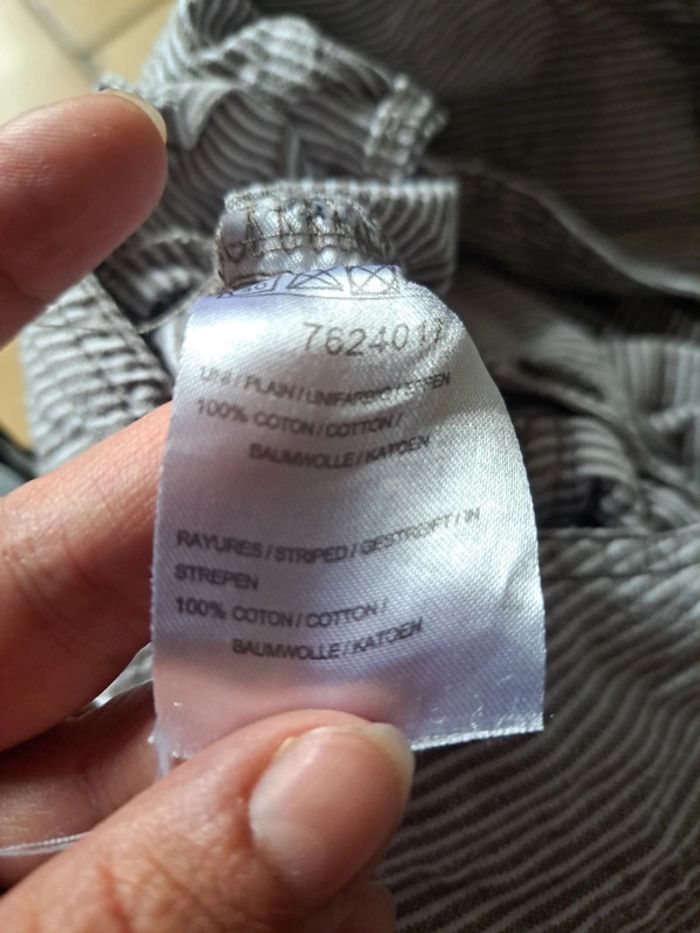 7624017
UNI / PLAIN / UNIFARBIG / EFFEN
100% COTON / COTTON /
BAUMWOLLE / KATOEN
RAYURES / STRIPED / GESTREIFT / IN
STREPEN
100% COTON / COTTON /
BAUMWOLLE / KATOEN